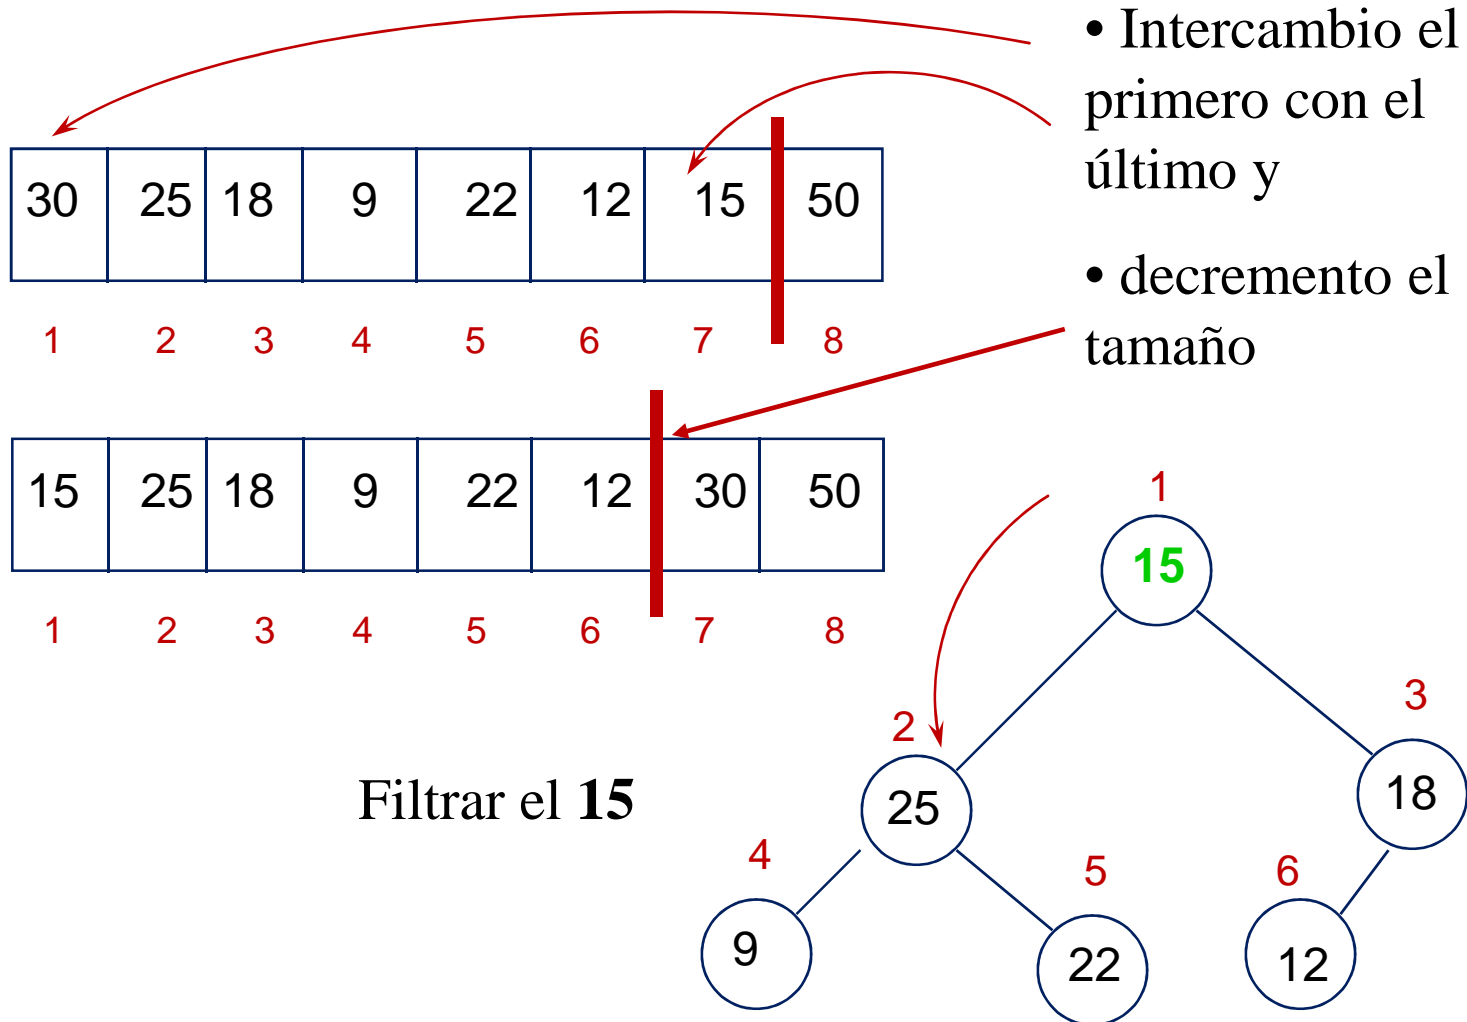 • Intercambio el
primero con el
último y
30 25 18 9 22 12 15 50
1 2 3 4 5 6 7 8
• decremento el
tamaño
15 25 18 9 22 12 30 50
1 2 3 4 5 6 7 8
Filtrar el 15
1
15
2
3
25
18
4
5
6
9
22
12